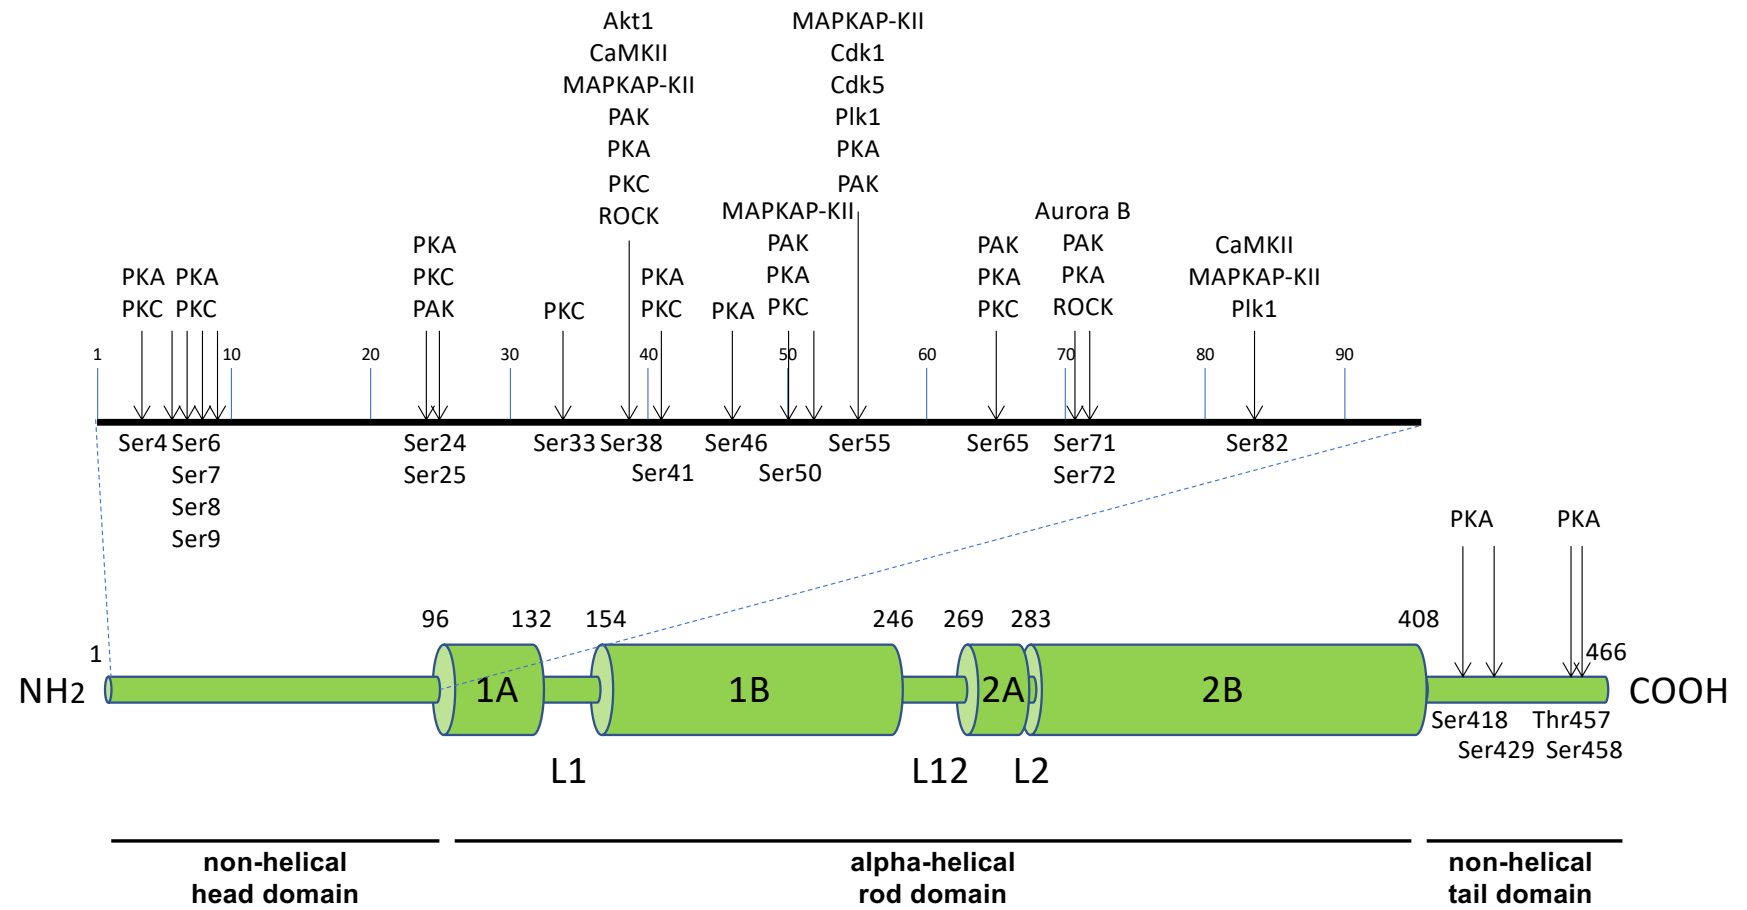 Akt1
CaMKII
MAPKAP-KII
PAK
PKA
PKC
ROCK
MAPKAP-KII
Cdk1
Cdk5
Plk1
PKA
PAK
PKA
PKC
PKA
PKC
PKA
PKC
PAK
PKC
PKA
PKC
PKA
MAPKAP-KII
PAK
PKA
PKC
PAK
PKA
PKC
Aurora B
PAK
PKA
ROCK
CaMKII
MAPKAP-KII
Plk1
1 10 20 30 40 50 60 70 80 90
Ser4 Ser6 Ser24 Ser33 Ser38 Ser46 Ser55 Ser65 Ser71 Ser82
Ser7 Ser25 Ser41 Ser50 Ser72
Ser8
Ser9
PKA PKA
1 96 132 154 246 269 283 408 466
NH2 1A 1B 2A 2B COOH
Ser418 Thr457
Ser429 Ser458
L1 L12 L2
non-helical
head domain
alpha-helical
rod domain
non-helical
tail domain